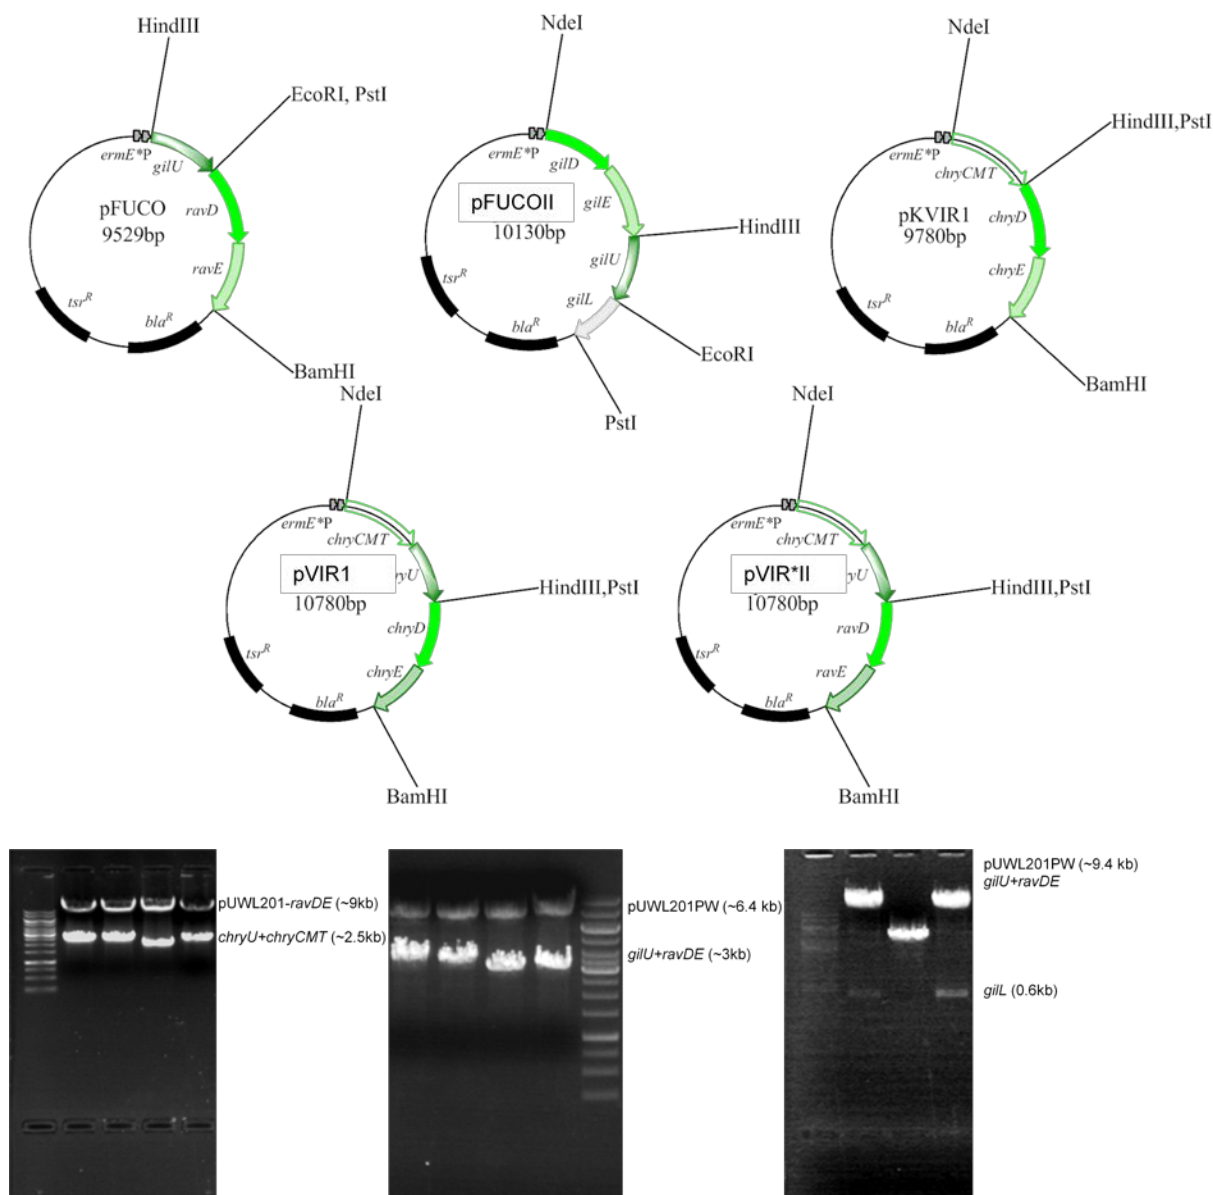 HindIII
EcoRI, PstI
ermE*P
gilU
pFUCO
9529bp
ravD
ravE
tsrR
blaR
BamHI
NdeI
ermE*P
gilD
pFUCOII
10130bp
gilE
HindIII
gilU
tsrR
gilL
blaR
EcoRI
PstI
NdeI
HindIII,PstI
ermE*P
chryCMT
pKVIR1
9780bp
chryD
chryE
tsrR
blaR
BamHI
NdeI
ermE*P
chryCMT
pVIR1
yU
10780bp
HindIII,PstI
chryD
tsrR
chryE
blaR
BamHI
NdeI
ermE*P
chryCMT
pVIR*II
yU
10780bp
HindIII,PstI
ravD
tsrR
ravE
blaR
BamHI
pUWL201-ravDE (~9kb)
chryU+chryCMT (~2.5kb)
pUWL201PW (~6.4 kb)
gilU+ravDE (~3kb)
pUWL201PW (~9.4 kb)
gilU+ravDE
gilL (0.6kb)